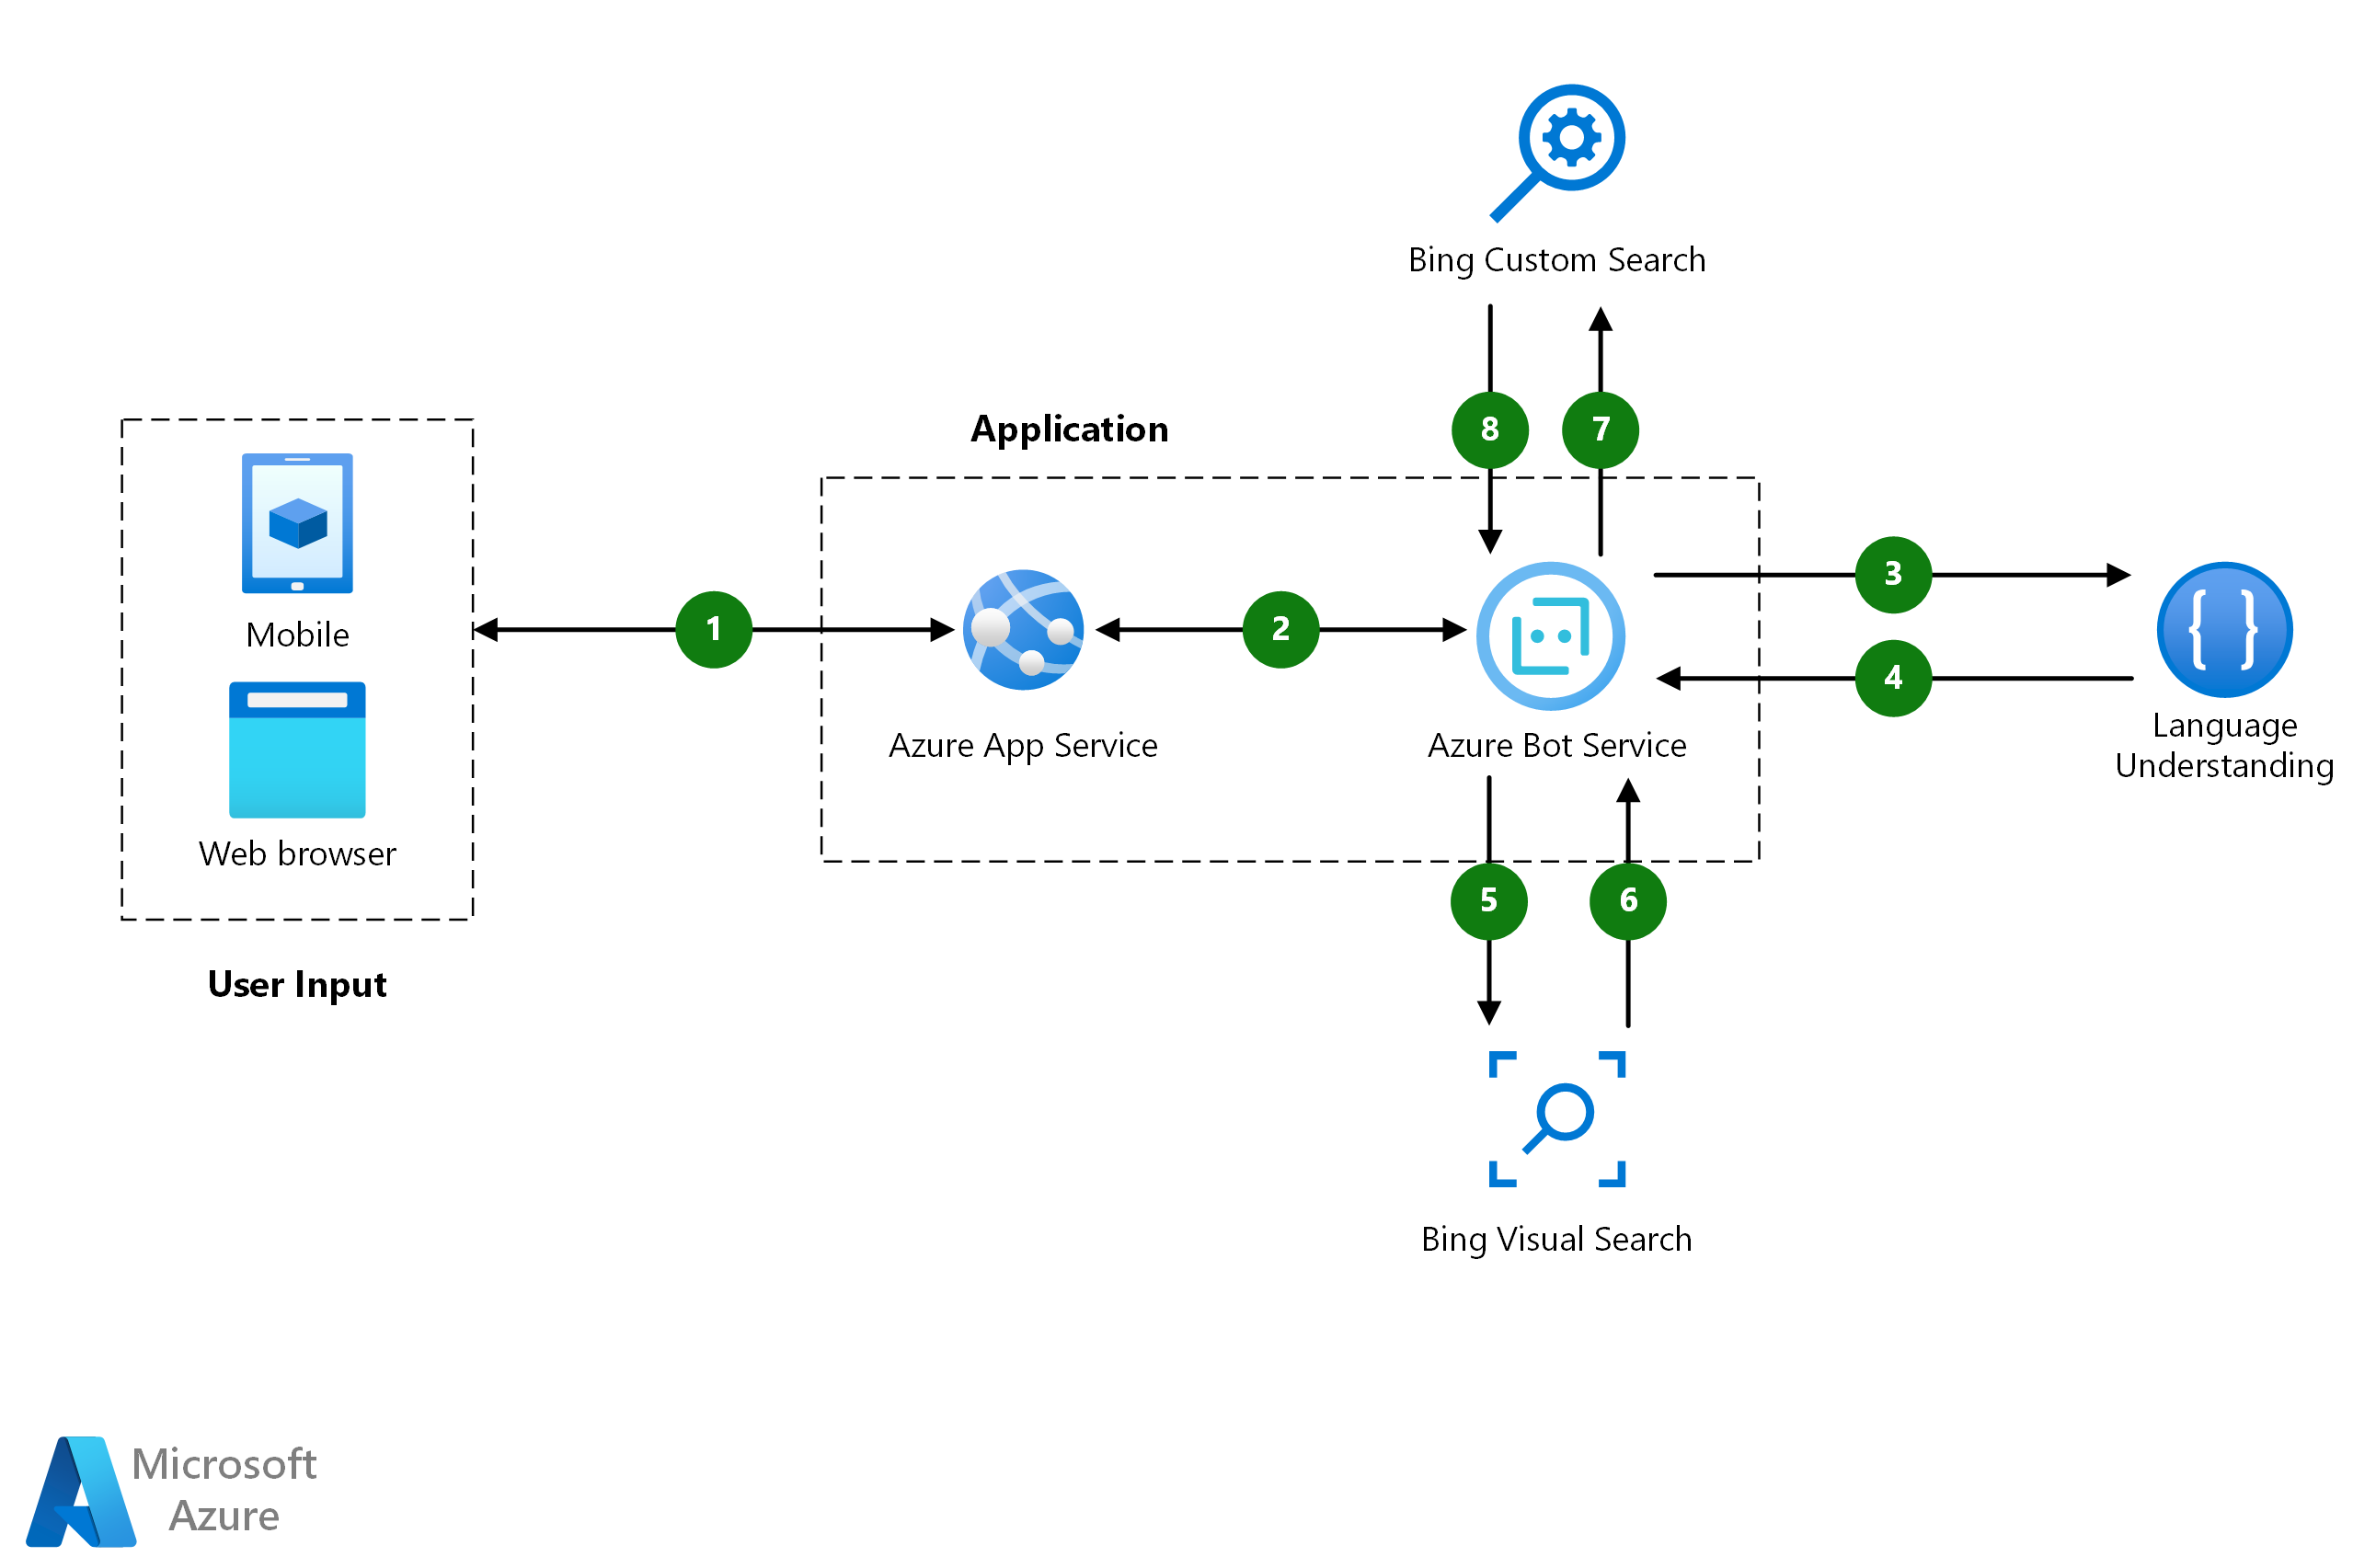 Bing Custom Search
8
7
Application
Mobile
Web browser
User Input
1
Azure App Service
2
Azure Bot Service
3
4
Language
Understanding
5
6
Bing Visual Search
Microsoft
Azure